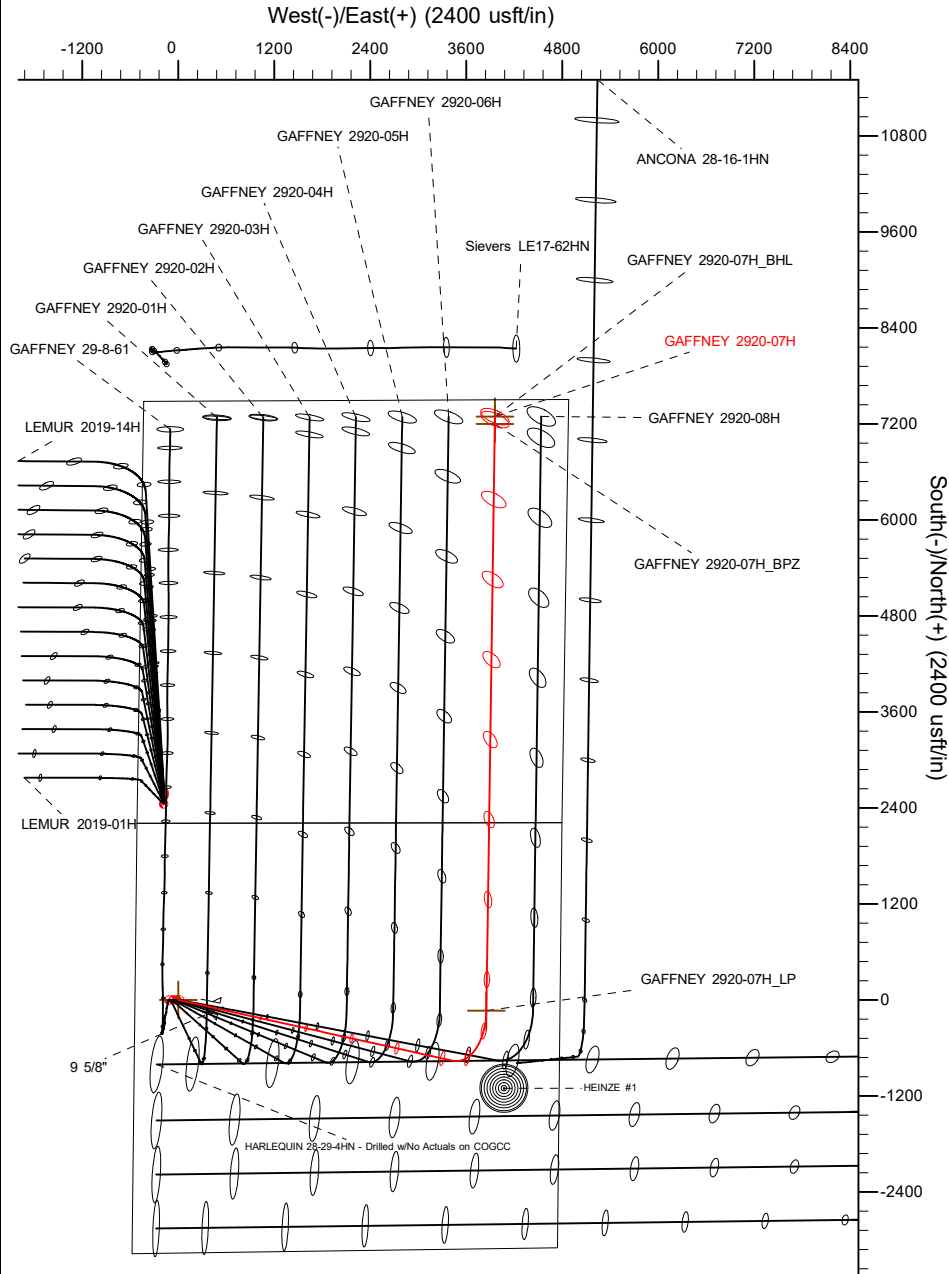 West(-)/East(+) (2400 usft/in)
-1200 0 1200 2400 3600 4800 6000 7200 8400
GAFFNEY 2920-06H
GAFFNEY 2920-05H
10800
ANCONA 28-16-1HN
GAFFNEY 2920-04H
GAFFNEY 2920-03H
9600
Sievers LE17-62HN
GAFFNEY 2920-07H_BHL
GAFFNEY 2920-02H
GAFFNEY 2920-01H
8400
GAFFNEY 2920-07H
GAFFNEY 29-8-61
GAFFNEY 2920-08H
7200
LEMUR 2019-14H
6000
GAFFNEY 2920-07H_BPZ
South(-)/North(+) (2400 usft/in)
4800
3600
2400
LEMUR 2019-01H
1200
GAFFNEY 2920-07H_LP
0
9 5/8"
HEINZE #1
-1200
HARLEQUIN 28-29-4HN - Drilled w/No Actuals on COGCC
-2400